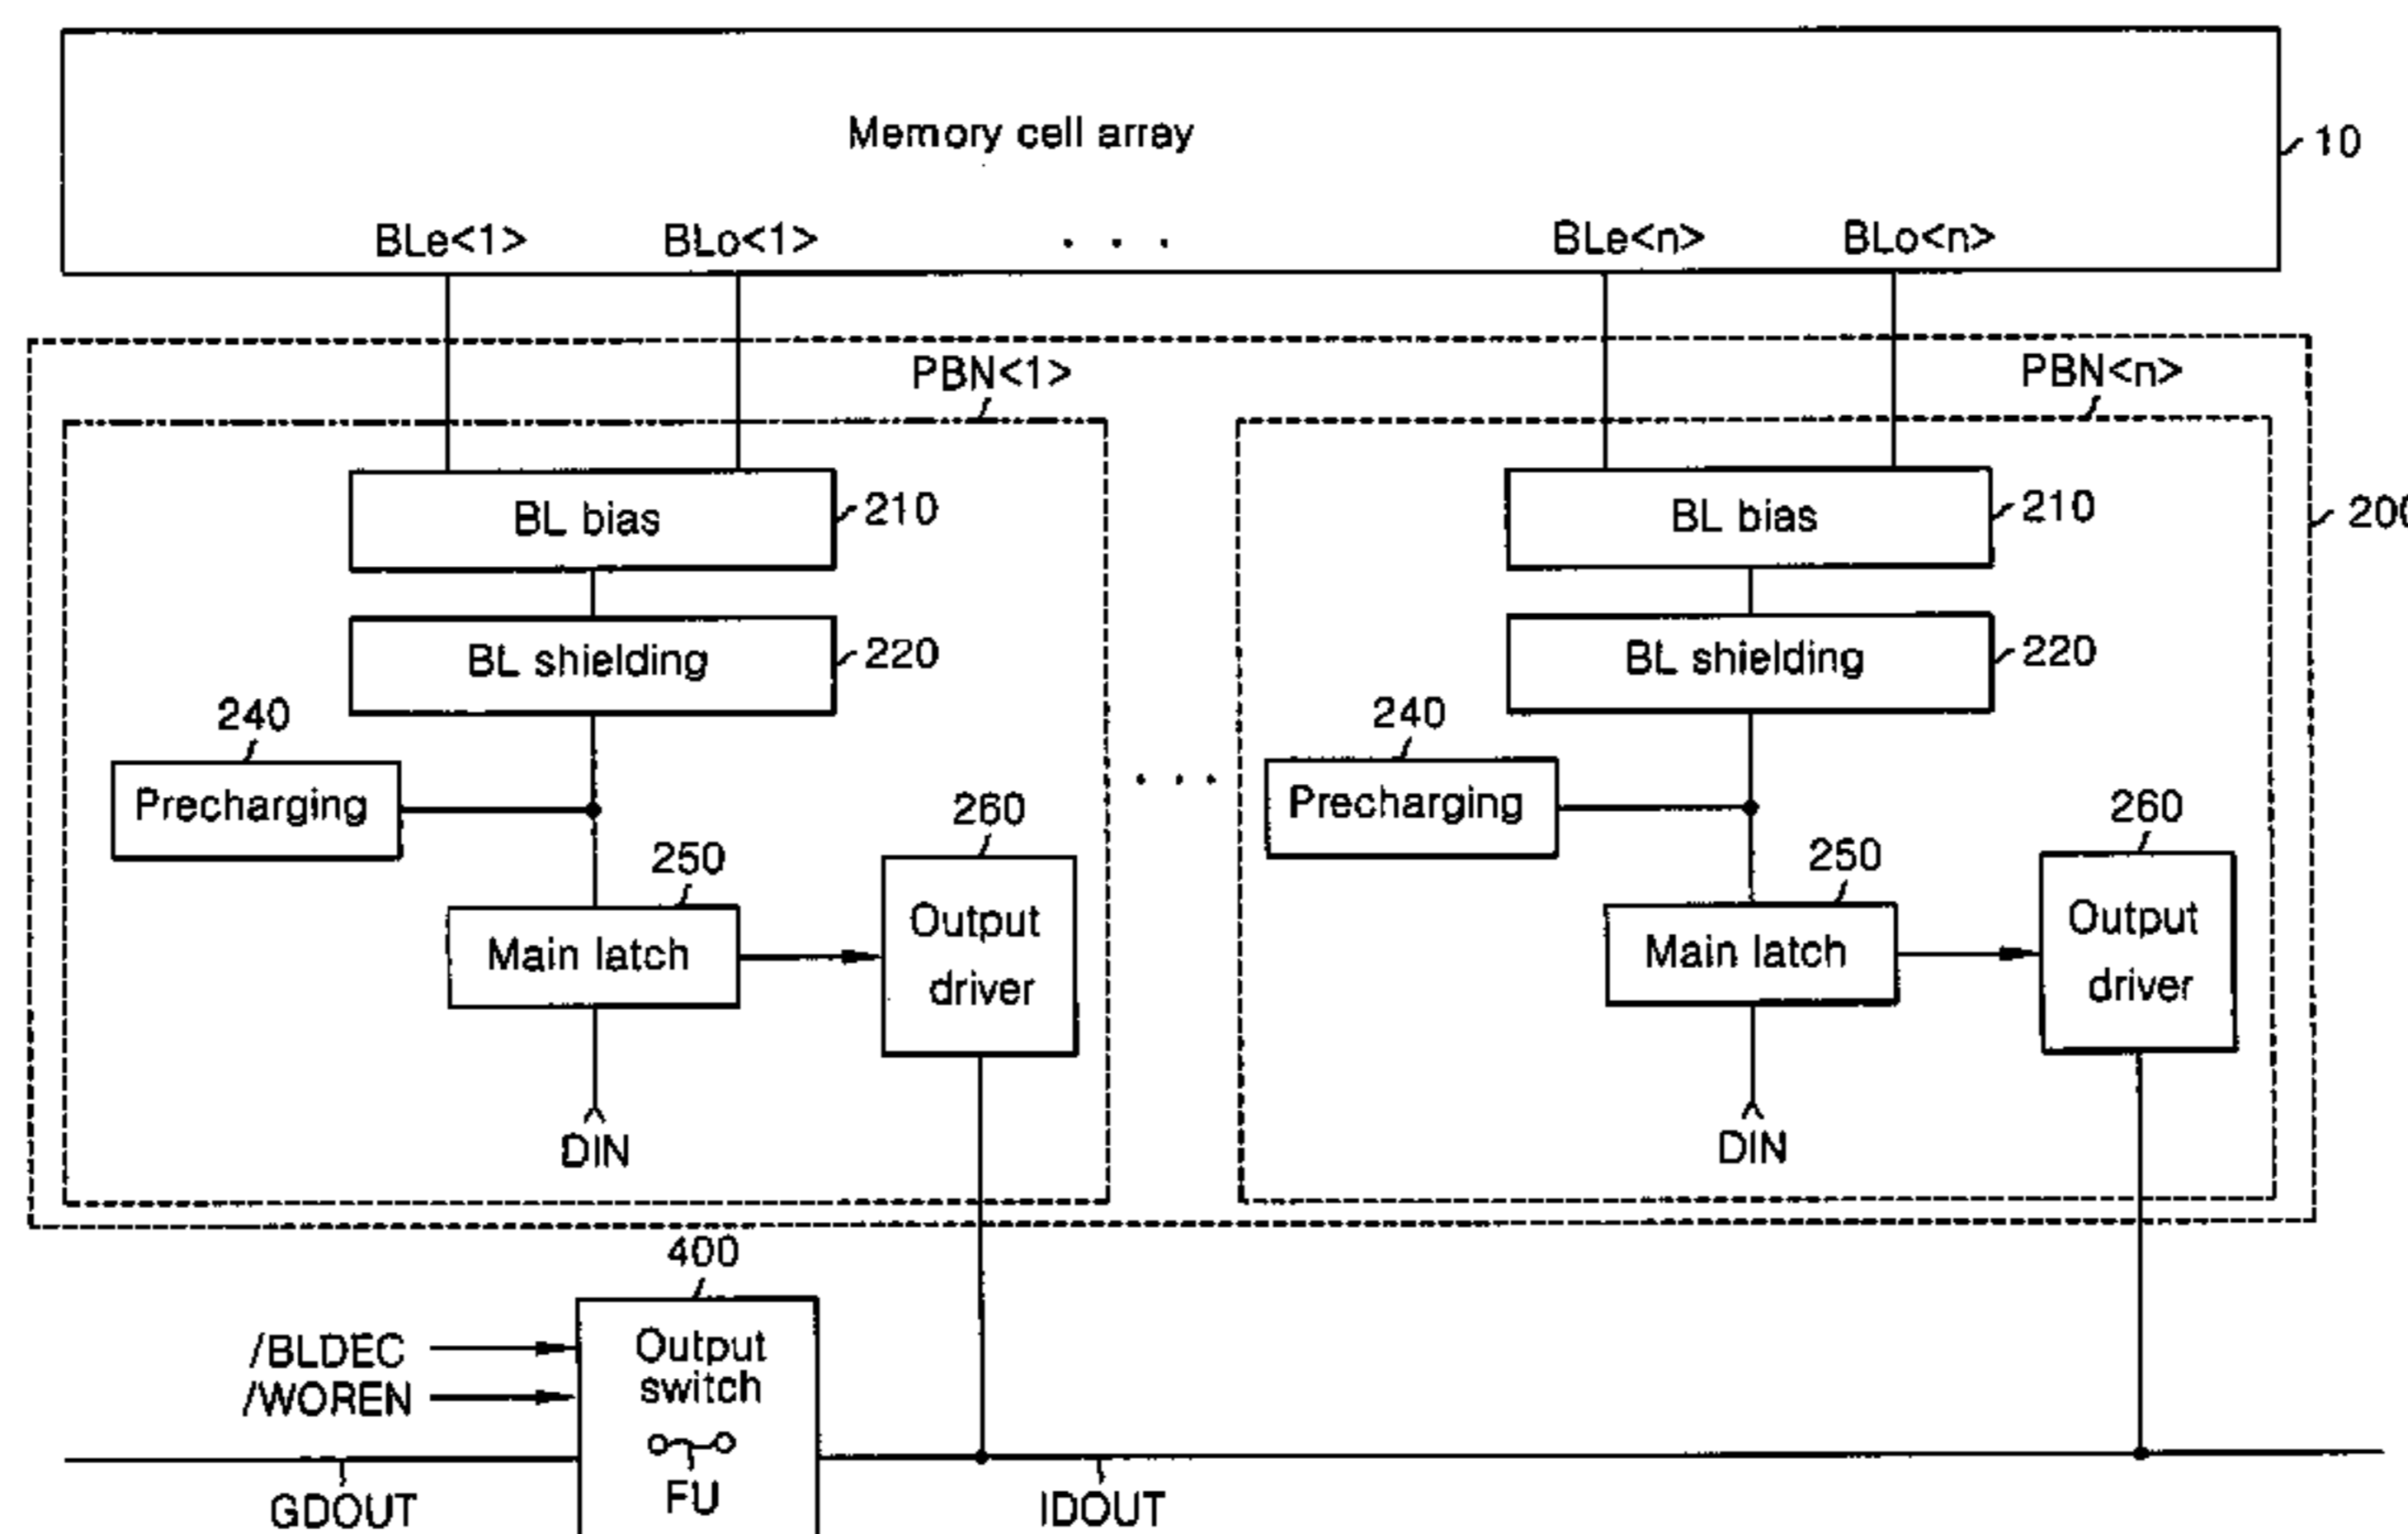 Memory cell array
10
BLe<1> BLo<1> . . . BLe<n> BLo<n>
PBN<1> PBN<n>
BL bias 210 BL bias 210
200
BL shielding 220 BL shielding 220
240 240
Precharging . . . Precharging
260 260
250 250
Main latch Output driver Main latch Output driver
DIN DIN
400
/BLDEC Output
/WOREN switch
FU
GDOUT IDOUT